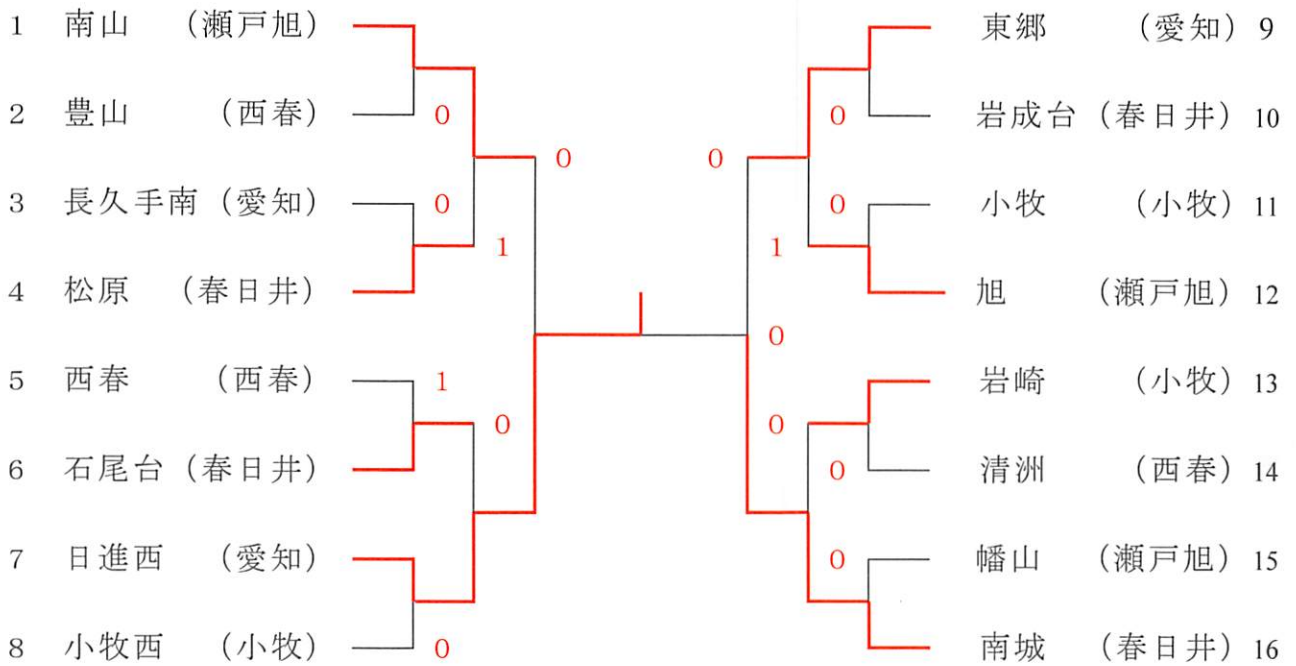 1 南山 （瀬戸旭） 東郷 （愛知） 9
2 豊山 （西春） 0 0 岩成台（春日井） 10
0 0
3 長久手南（愛知） 0 0 小牧 （小牧） 11
1 1
4 松原 （春日井） 旭 （瀬戸旭） 12
0
5 西春 （西春） 1 岩崎 （小牧） 13
0 0
6 石尾台（春日井） 0 清洲 （西春） 14
7 日進西 （愛知） 0 幡山 （瀬戸旭） 15
8 小牧西 （小牧） 0 南城 （春日井） 16